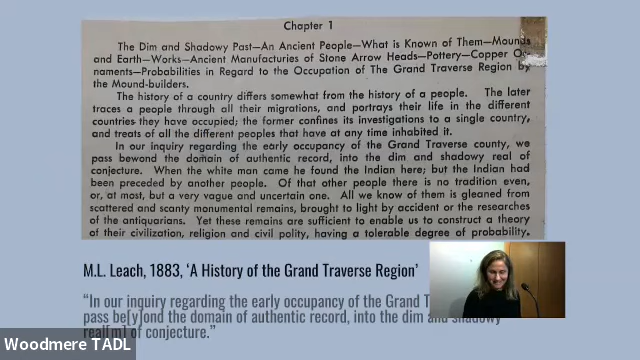 Chapter 1
The Dim and Shadowy Past—An Ancient People—What is Known of Them—Mounds
and Earth—Works—Ancient Manufactories of Stone Arrow Heads—Pottery—Copper Or-
naments—Probabilities in Regard to the Occupation of The Grand Traverse Region by
the Mound-builders.
The history of a country differs somewhat from the history of a people. The later
traces a people through all their migrations, and portrays their life in the different
countries they have occupied; the former confines its investigations to a single country,
and treats of all the different peoples that have at any time inhabited it.
In our inquiry regarding the early occupancy of the Grand Traverse county, we
pass bewond the domain of authentic record, into the dim and shadowy real of
conjecture. When the white man came he found the Indian here; but the Indian had
been preceded by another people. Of that other people there is no tradition even,
or, at most, but a very vague and uncertain one. All we know of them is gleaned from
scattered and scanty monumental remains, brought to light by accident or the researches
of the antiquarians. Yet these remains are sufficient to enable us to construct a theory
of their civilization, religion and civil polity, having a tolerable degree of probability.
M.L. Leach, 1883, ‘A History of the Grand Traverse Region’
“In our inquiry regarding the early occupancy of the Grand T
pass be[y]ond the domain of authentic record, into the dim and shadowy
real[m] of conjecture.”
Woodmere TADL